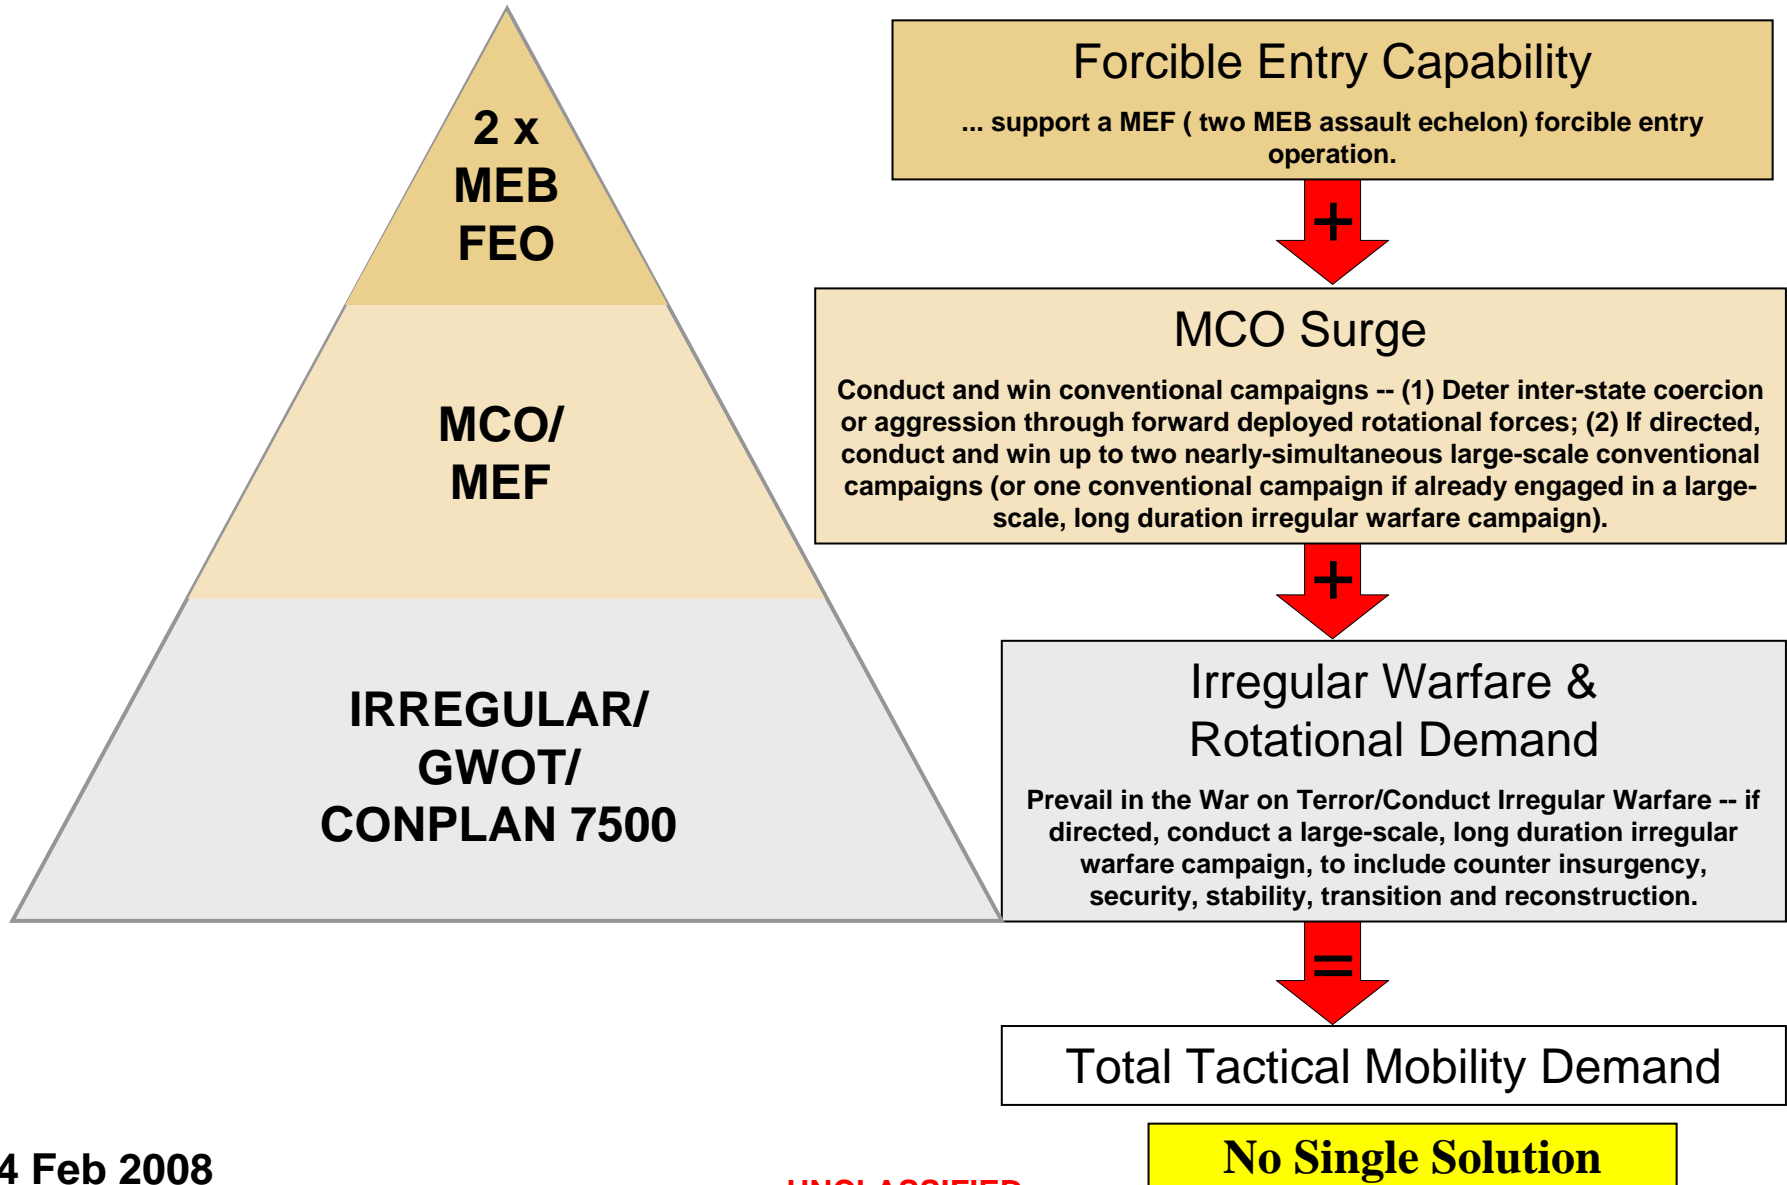 2 x
MEB
FEO
MCO/
MEF
IRREGULAR/
GWOT/
CONPLAN 7500
Forcible Entry Capability
... support a MEF ( two MEB assault echelon) forcible entry
operation.
+
MCO Surge
Conduct and win conventional campaigns -- (1) Deter inter-state coercion
or aggression through forward deployed rotational forces; (2) If directed,
conduct and win up to two nearly-simultaneous large-scale conventional
campaigns (or one conventional campaign if already engaged in a large-
scale, long duration irregular warfare campaign).
+
Irregular Warfare &
Rotational Demand
Prevail in the War on Terror/Conduct Irregular Warfare -- if
directed, conduct a large-scale, long duration irregular
warfare campaign, to include counter insurgency,
security, stability, transition and reconstruction.
=
Total Tactical Mobility Demand
No Single Solution
4 Feb 2008
UNCLASSIFIED